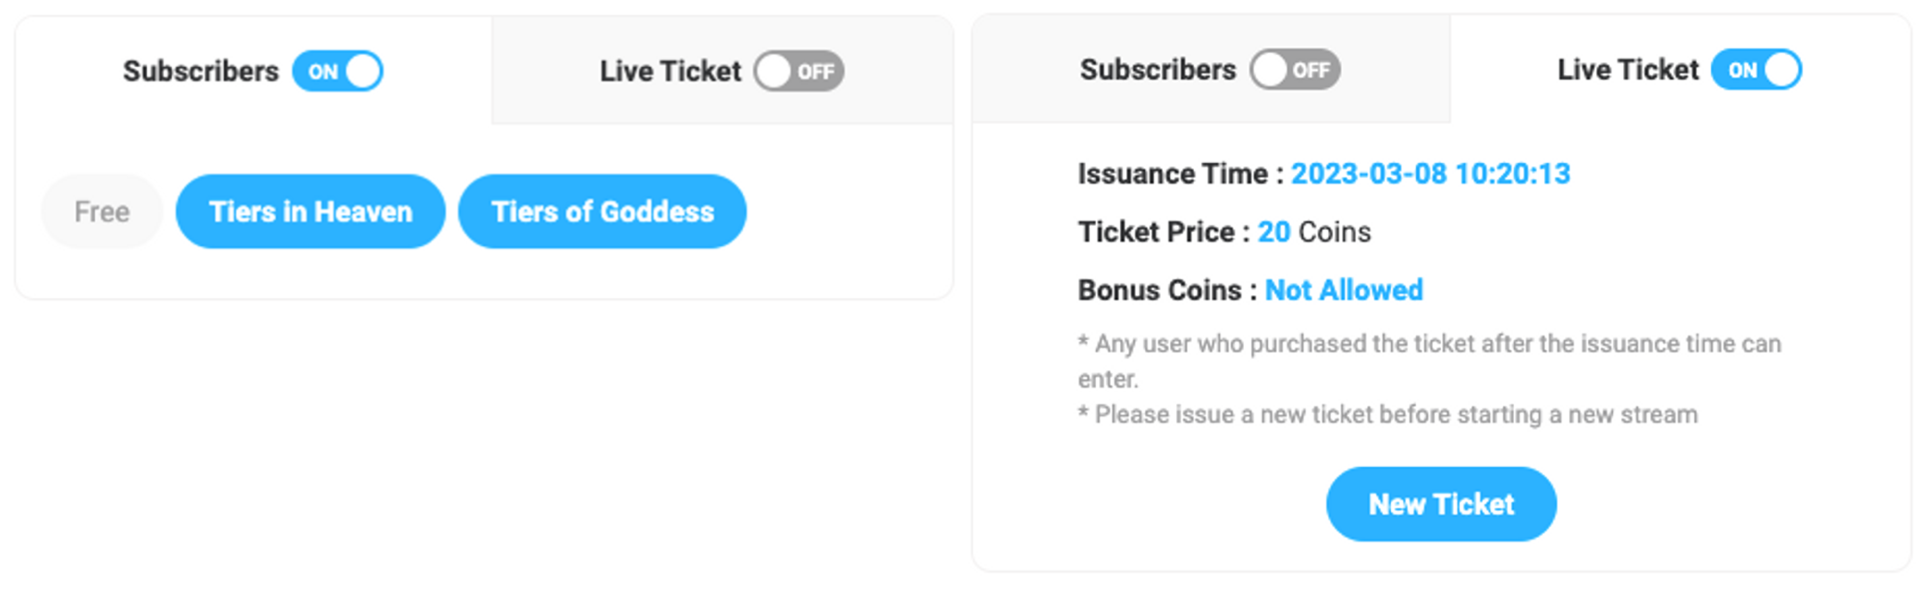 Subscribers ON Live Ticket OFF
Free Tiers in Heaven Tiers of Goddess
Subscribers OFF Live Ticket ON
Issuance Time : 2023-03-08 10:20:13
Ticket Price : 20 Coins
Bonus Coins : Not Allowed
* Any user who purchased the ticket after the issuance time can
enter.
* Please issue a new ticket before starting a new stream
New Ticket